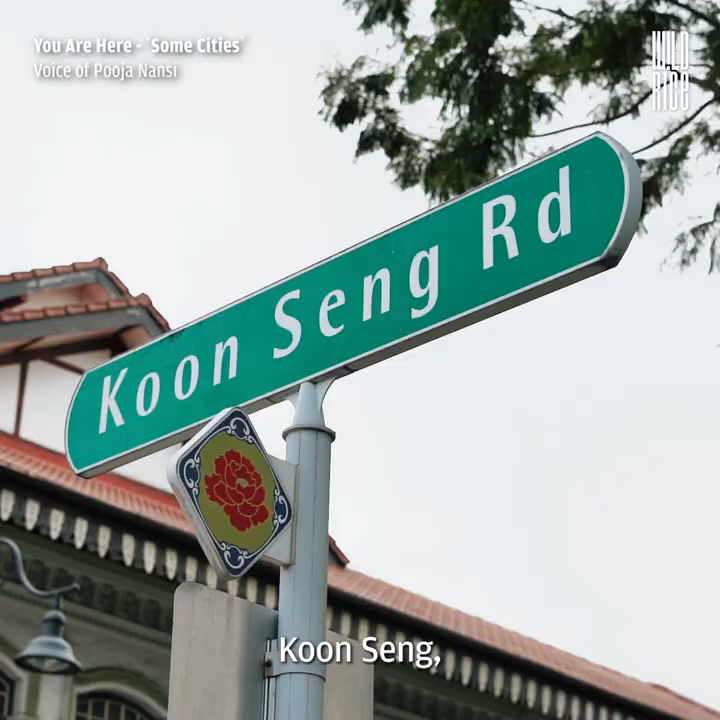 You Are Here - 'Some Cities'
Voice of Pooja Nansi
WILD
RICE
Koon Seng Rd
Koon Seng,